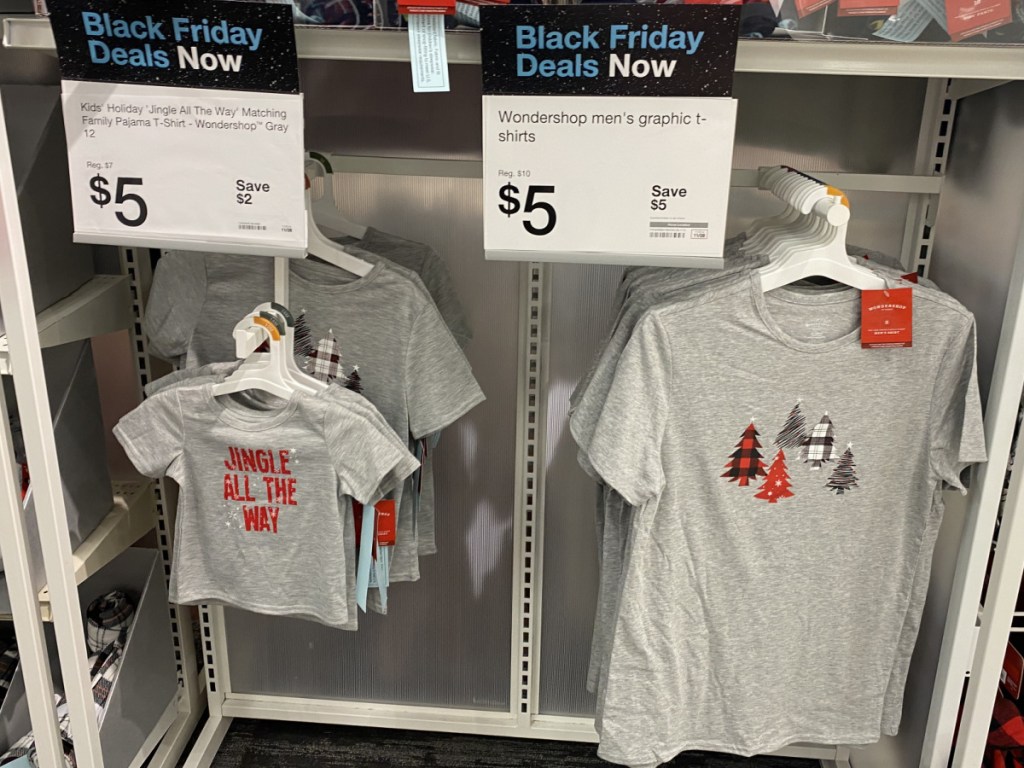 Black Friday
Deals Now
Kids' Holiday 'Jingle All The Way' Matching
Family Pajama T-Shirt - Wondershop™ Gray
12
Reg. $7
$5
Save
$2
Black Friday
Deals Now
Wondershop men's graphic t-
shirts
Reg. $10
$5
Save
$5
WONDERSHOP
JINGLE
ALL THE
WAY